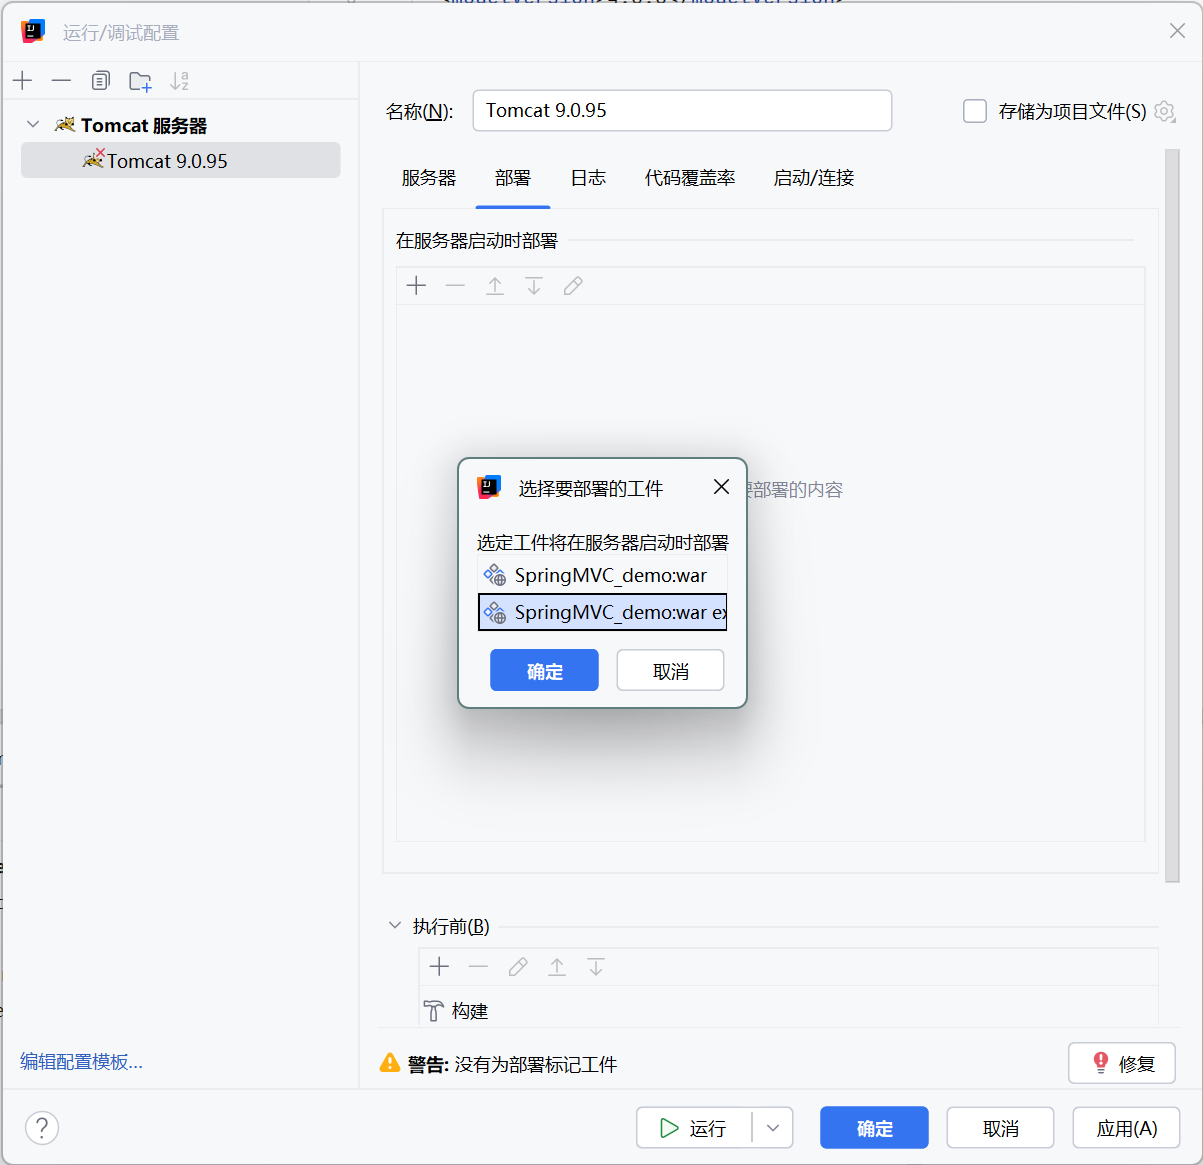 运行/调试配置
Tomcat 服务器
Tomcat 9.0.95
名称(N):
Tomcat 9.0.95
存储为项目文件(S)
服务器
部署
日志
代码覆盖率
启动/连接
在服务器启动时部署
要部署的内容
选择要部署的工件
选定工件将在服务器启动时部署
SpringMVC_demo:war
SpringMVC_demo:war ex
确定
取消
执行前(B)
构建
编辑配置模板...
警告: 没有为部署标记工件
修复
?
运行
确定
取消
应用(A)